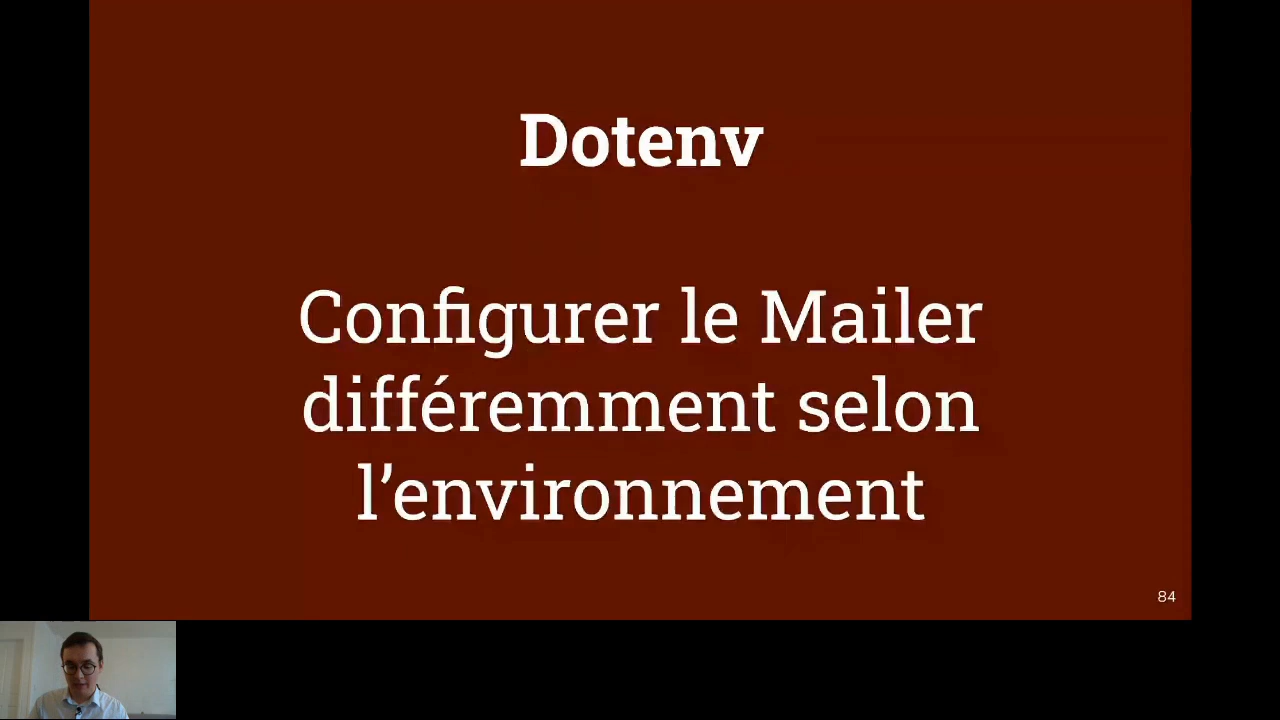 Dotenv
Configurer le Mailer
différemment selon
l’environnement
84